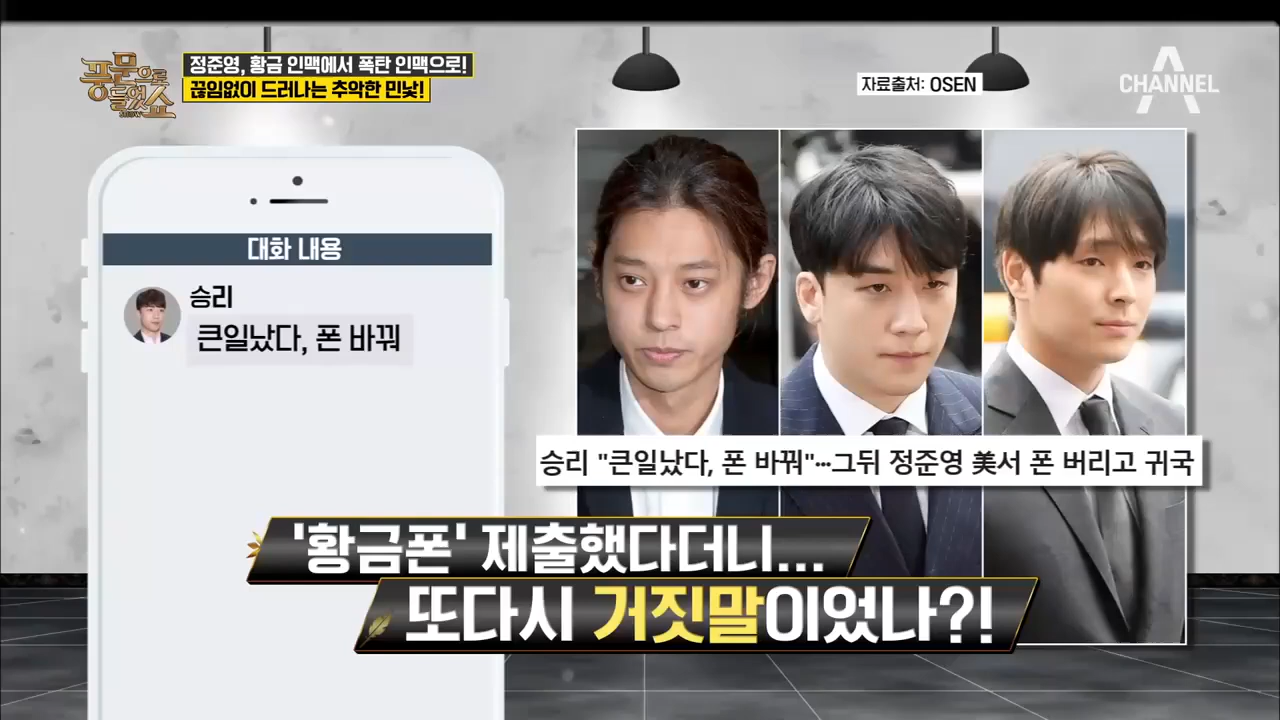 풍문으로
들었쇼
SHOW
정준영, 황금 인맥에서 폭탄 인맥으로!
끊임없이 드러나는 추악한 민낯!
자료출처: OSEN
CHANNEL
A
대화 내용
승리
큰일났다, 폰 바꿔
승리 "큰일났다, 폰 바꿔"…그뒤 정준영 美서 폰 버리고 귀국
'황금폰' 제출했다더니...
또다시 거짓말이었나?!